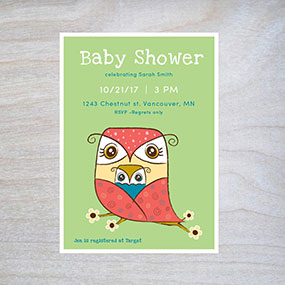 Baby Shower
celebrating Sarah Smith
10/21/17 | 3 PM
1243 Chestnut st. Vancouver, MN
RSVP -Regrets only
Jen is registered at Target